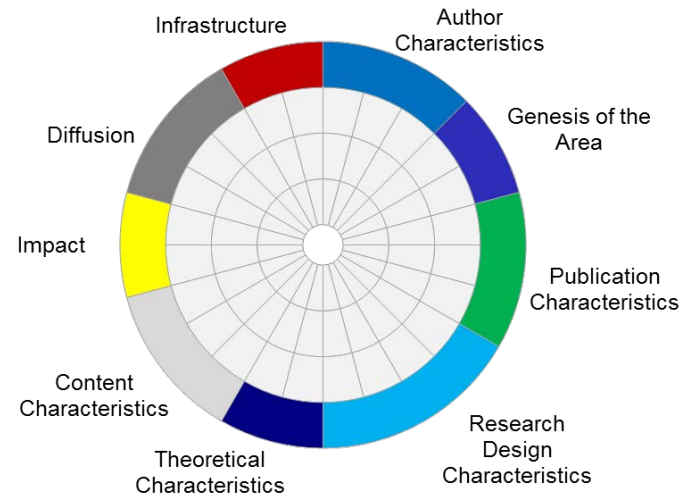 Infrastructure
Author
Characteristics
Genesis of the
Area
Publication
Characteristics
Research
Design
Characteristics
Theoretical
Characteristics
Content
Characteristics
Impact
Diffusion